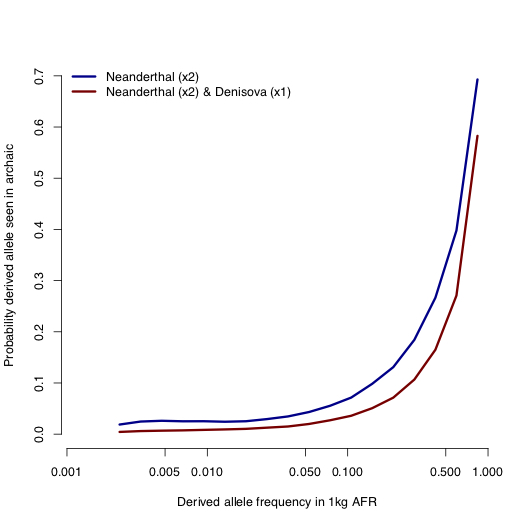 Neanderthal (x2)
Neanderthal (x2) & Denisova (x1)
Probability derived allele seen in archaic
0.7
0.6
0.5
0.4
0.3
0.2
0.1
0.0
0.001 0.005 0.010 0.050 0.100 0.500 1.000
Derived allele frequency in 1kg AFR